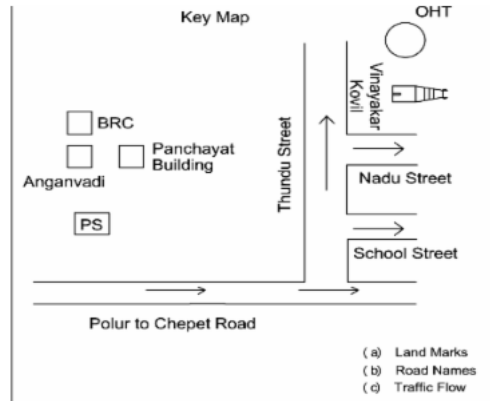 Key Map
OHT
Vinayakar
Kovil
BRC
Panchayat
Building
Anganvadi
Thundu Street
Nadu Street
PS
School Street
Polur to Chepet Road
(a) Land Marks
(b) Road Names
(c) Traffic Flow